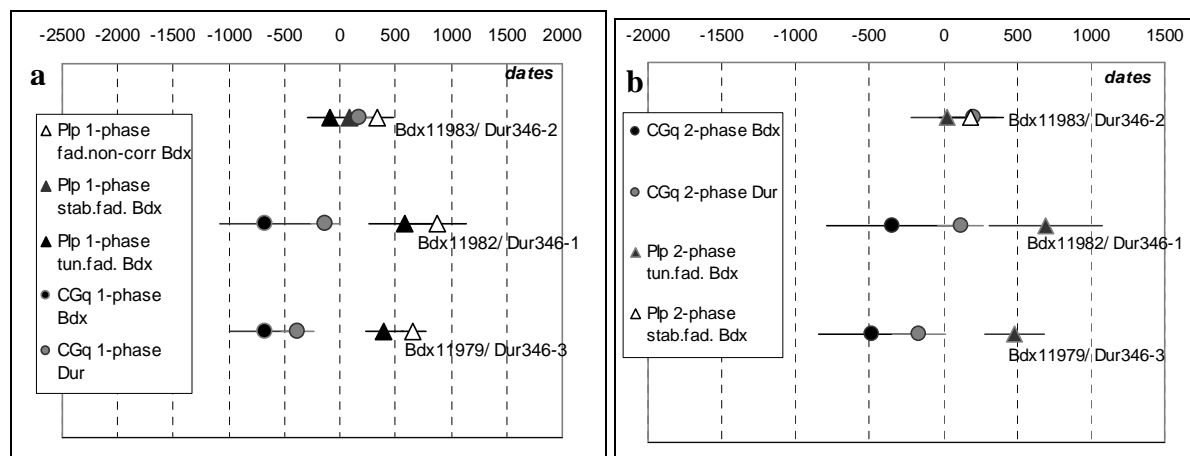 -2500 -2000 -1500 -1000 -500 0 500 1000 1500 2000
a
dates
Plp 1-phase
fad.non-corr Bdx
Plp 1-phase
stab.fad. Bdx
Plp 1-phase
tun.fad. Bdx
CGq 1-phase
Bdx
CGq 1-phase
Dur
Bdx11983/ Dur346-2
Bdx11982/ Dur346-1
Bdx11979/ Dur346-3
-2000 -1500 -1000 -500 0 500 1000 1500
b
dates
CGq 2-phase Bdx
CGq 2-phase Dur
Plp 2-phase
tun.fad. Bdx
Plp 2-phase
stab.fad. Bdx
Bdx11983/ Dur346-2
Bdx11982/ Dur346-1
Bdx11979/ Dur346-3